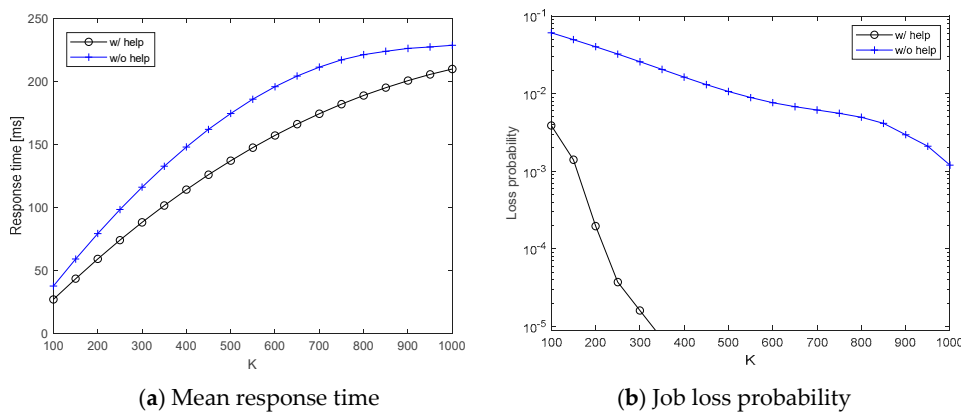 250
200
150
100
50
0
Response time [ms]
w/ help
w/o help
100 200 300 400 500 600 700 800 900 1000
K
(a) Mean response time
10^-1
10^-2
10^-3
10^-4
10^-5
Loss probability
w/ help
w/o help
100 200 300 400 500 600 700 800 900 1000
K
(b) Job loss probability